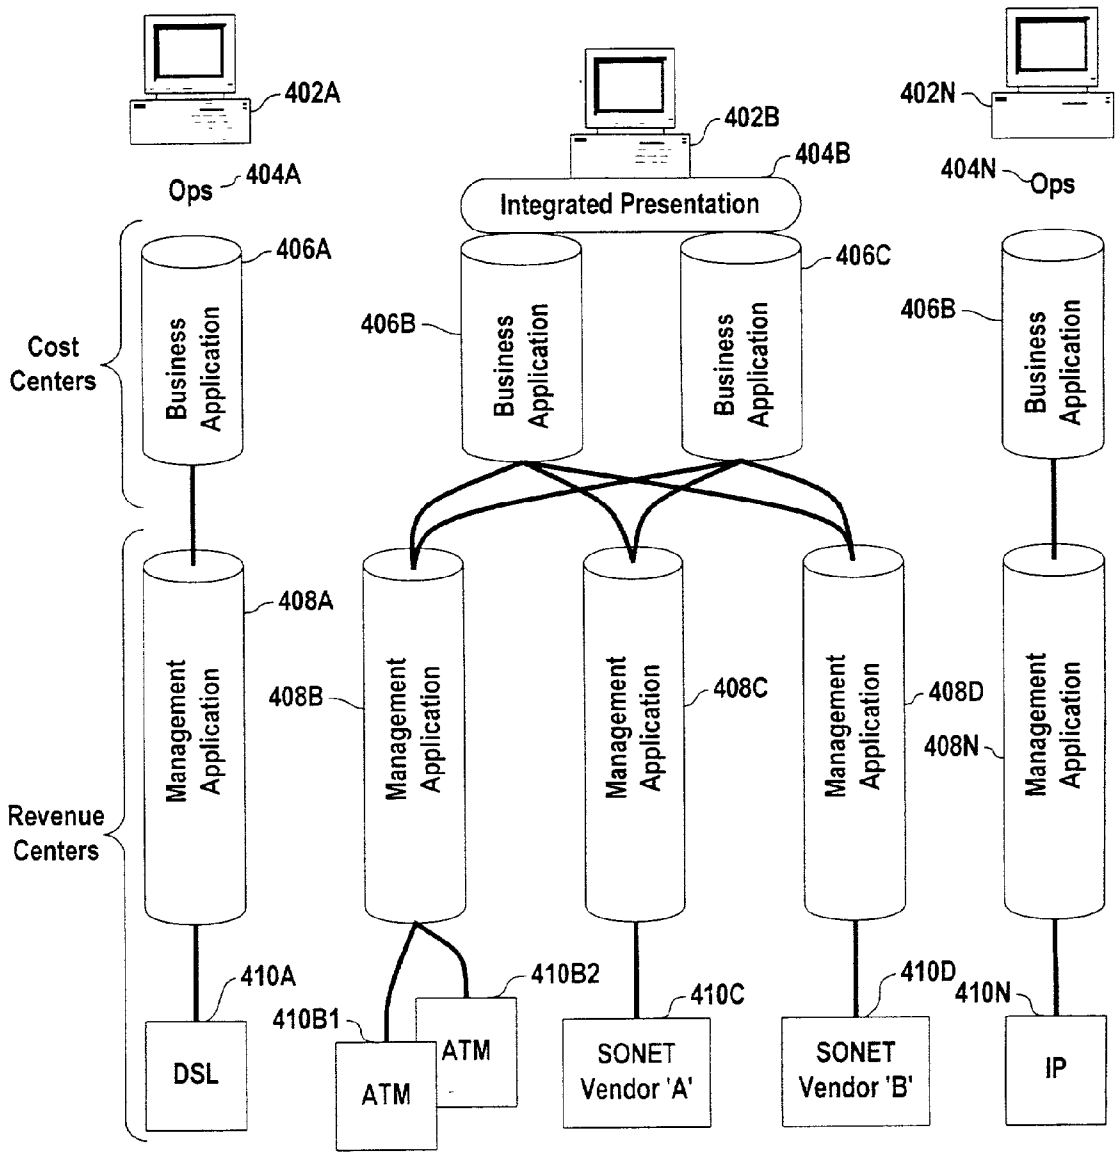 402A
402B
402N
404A
Ops
404B
Integrated Presentation
404N
Ops
Cost
Centers
406A
Business
Application
406B
Business
Application
406C
Business
Application
406B
Business
Application
Revenue
Centers
408A
Management
Application
408B
Management
Application
408C
Management
Application
408D
Management
Application
408N
Management
Application
410A
DSL
410B1
ATM
410B2
ATM
410C
SONET
Vendor 'A'
410D
SONET
Vendor 'B'
410N
IP